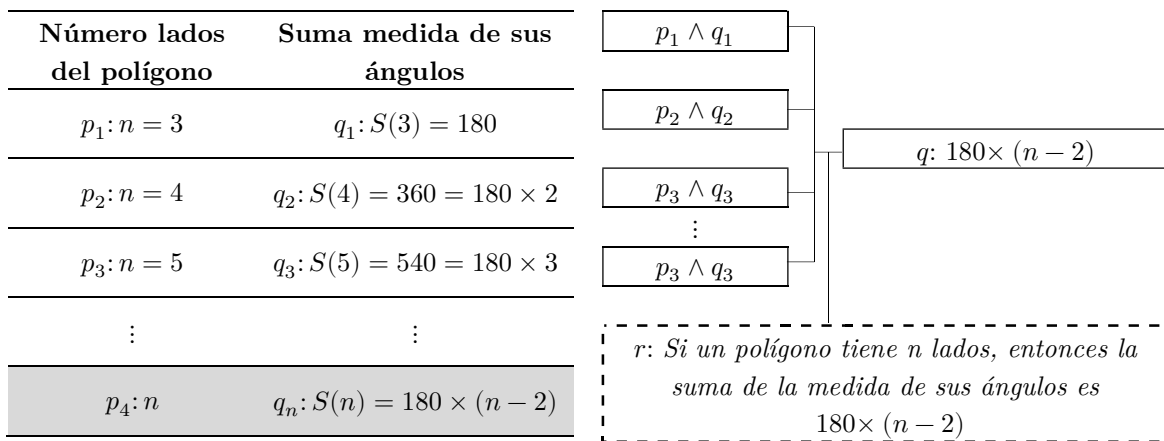 Número lados del polígono
Suma medida de sus ángulos
p₁: n = 3
q₁: S(3) = 180
p₂: n = 4
q₂: S(4) = 360 = 180 × 2
p₃: n = 5
q₃: S(5) = 540 = 180 × 3
⋮
⋮
p₄: n
qₙ: S(n) = 180 × (n − 2)
p₁ ∧ q₁
p₂ ∧ q₂
p₃ ∧ q₃
⋮
p₃ ∧ q₃
q: 180× (n − 2)
r: Si un polígono tiene n lados, entonces la
suma de la medida de sus ángulos es
180× (n − 2)